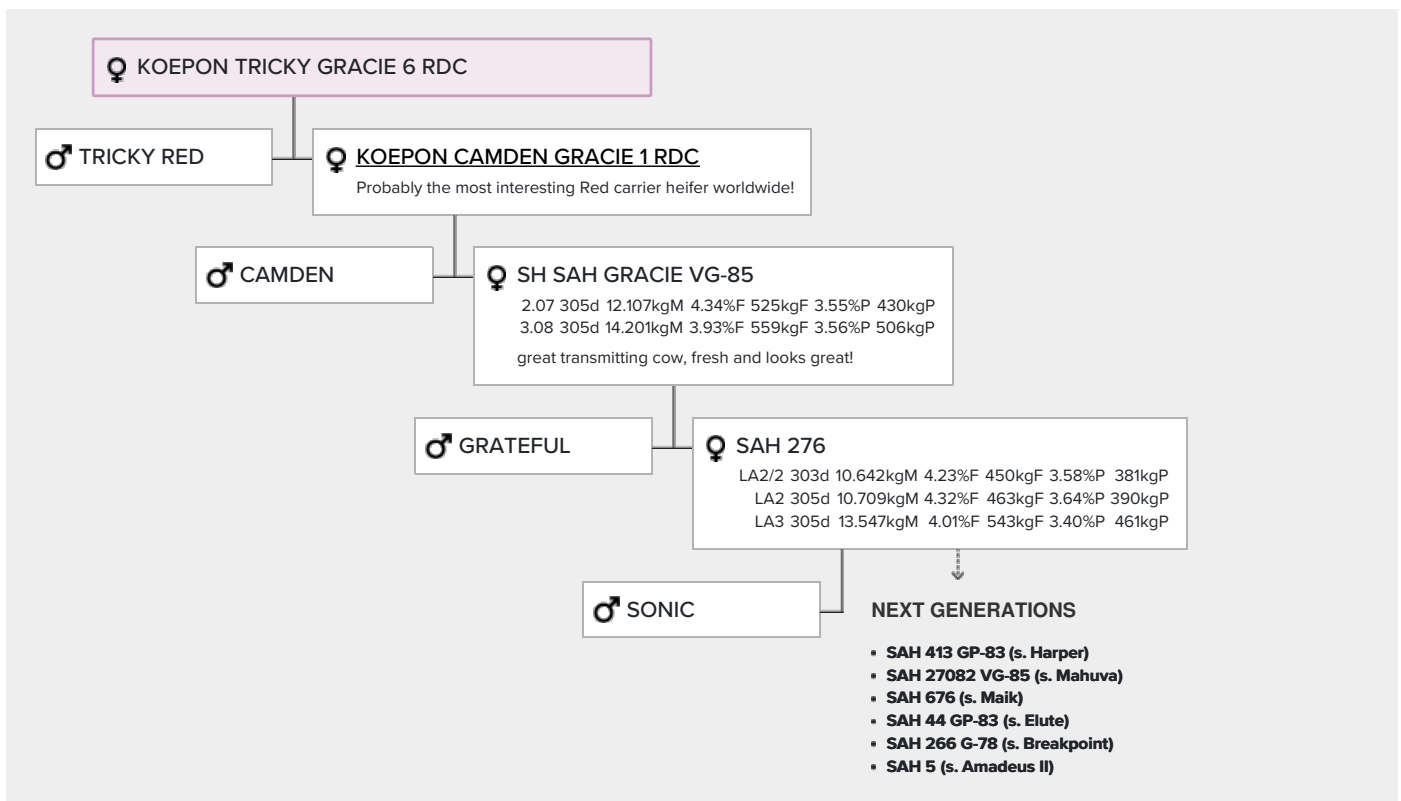 KOEPON TRICKY GRACIE 6 RDC
TRICKY RED
KOEPON CAMDEN GRACIE 1 RDC
Probably the most interesting Red carrier heifer worldwide!
CAMDEN
SH SAH GRACIE VG-85
2.07 305d 12.107kgM 4.34%F 525kgF 3.55%P 430kgP
3.08 305d 14.201kgM 3.93%F 559kgF 3.56%P 506kgP
great transmitting cow, fresh and looks great!
GRATEFUL
SAH 276
LA2/2 303d 10.642kgM 4.23%F 450kgF 3.58%P 381kgP
LA2 305d 10.709kgM 4.32%F 463kgF 3.64%P 390kgP
LA3 305d 13.547kgM 4.01%F 543kgF 3.40%P 461kgP
SONIC
NEXT GENERATIONS
SAH 413 GP-83 (s. Harper)
SAH 27082 VG-85 (s. Mahuva)
SAH 676 (s. Maik)
SAH 44 GP-83 (s. Elute)
SAH 266 G-78 (s. Breakpoint)
SAH 5 (s. Amadeus II)